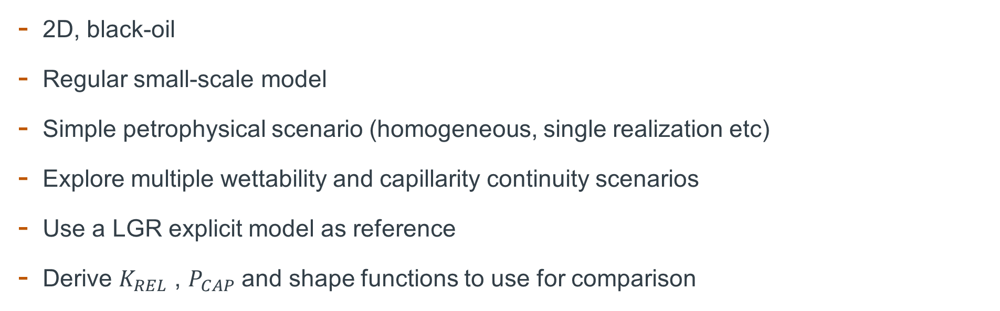 - 2D, black-oil
- Regular small-scale model
- Simple petrophysical scenario (homogeneous, single realization etc)
- Explore multiple wettability and capillarity continuity scenarios
- Use a LGR explicit model as reference
- Derive $K_{REL}$ , $P_{CAP}$ and shape functions to use for comparison